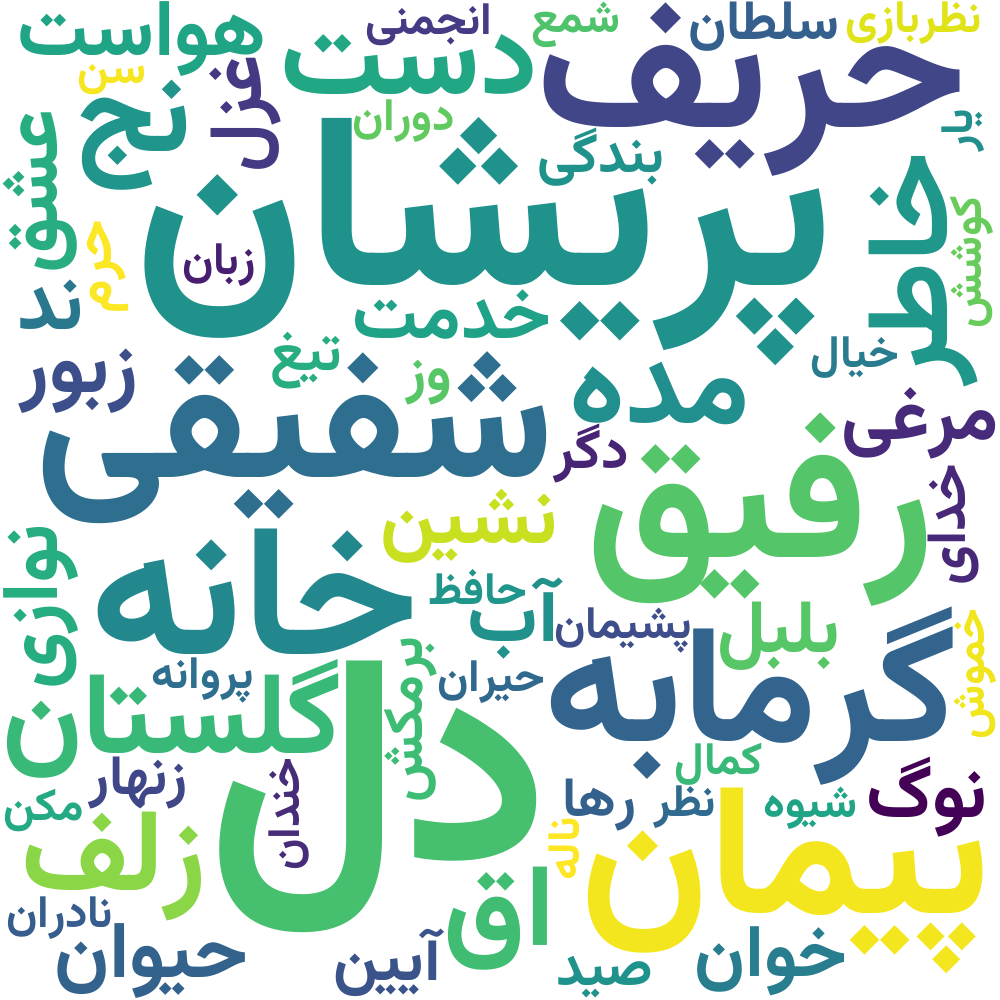 نظربازی
سلطان
شمع
انجمنی
هواست
حریف
دست
سن
نج
غزل
دوران
یار
بندگی
پریشان
عشق
خاطر
کوشش
حرم
زبان
ند
خدمت
خیال
تیغ
زبور
وز
مده
شفیقی
مرغی
دگر
رفیق
خدای
نشین
خانه
نوازی
حافظ
آب
پشیمان
بلبل
گرمابه
خموش
پروانه
حیران
برمکش
گلستان
دل
کمال
زنهار
خندان
نوگ
شیوه
نظر
رها
مکن
پیمان
ناله
زلف
اق
نادران
حیوان
خوان
آیین
صید